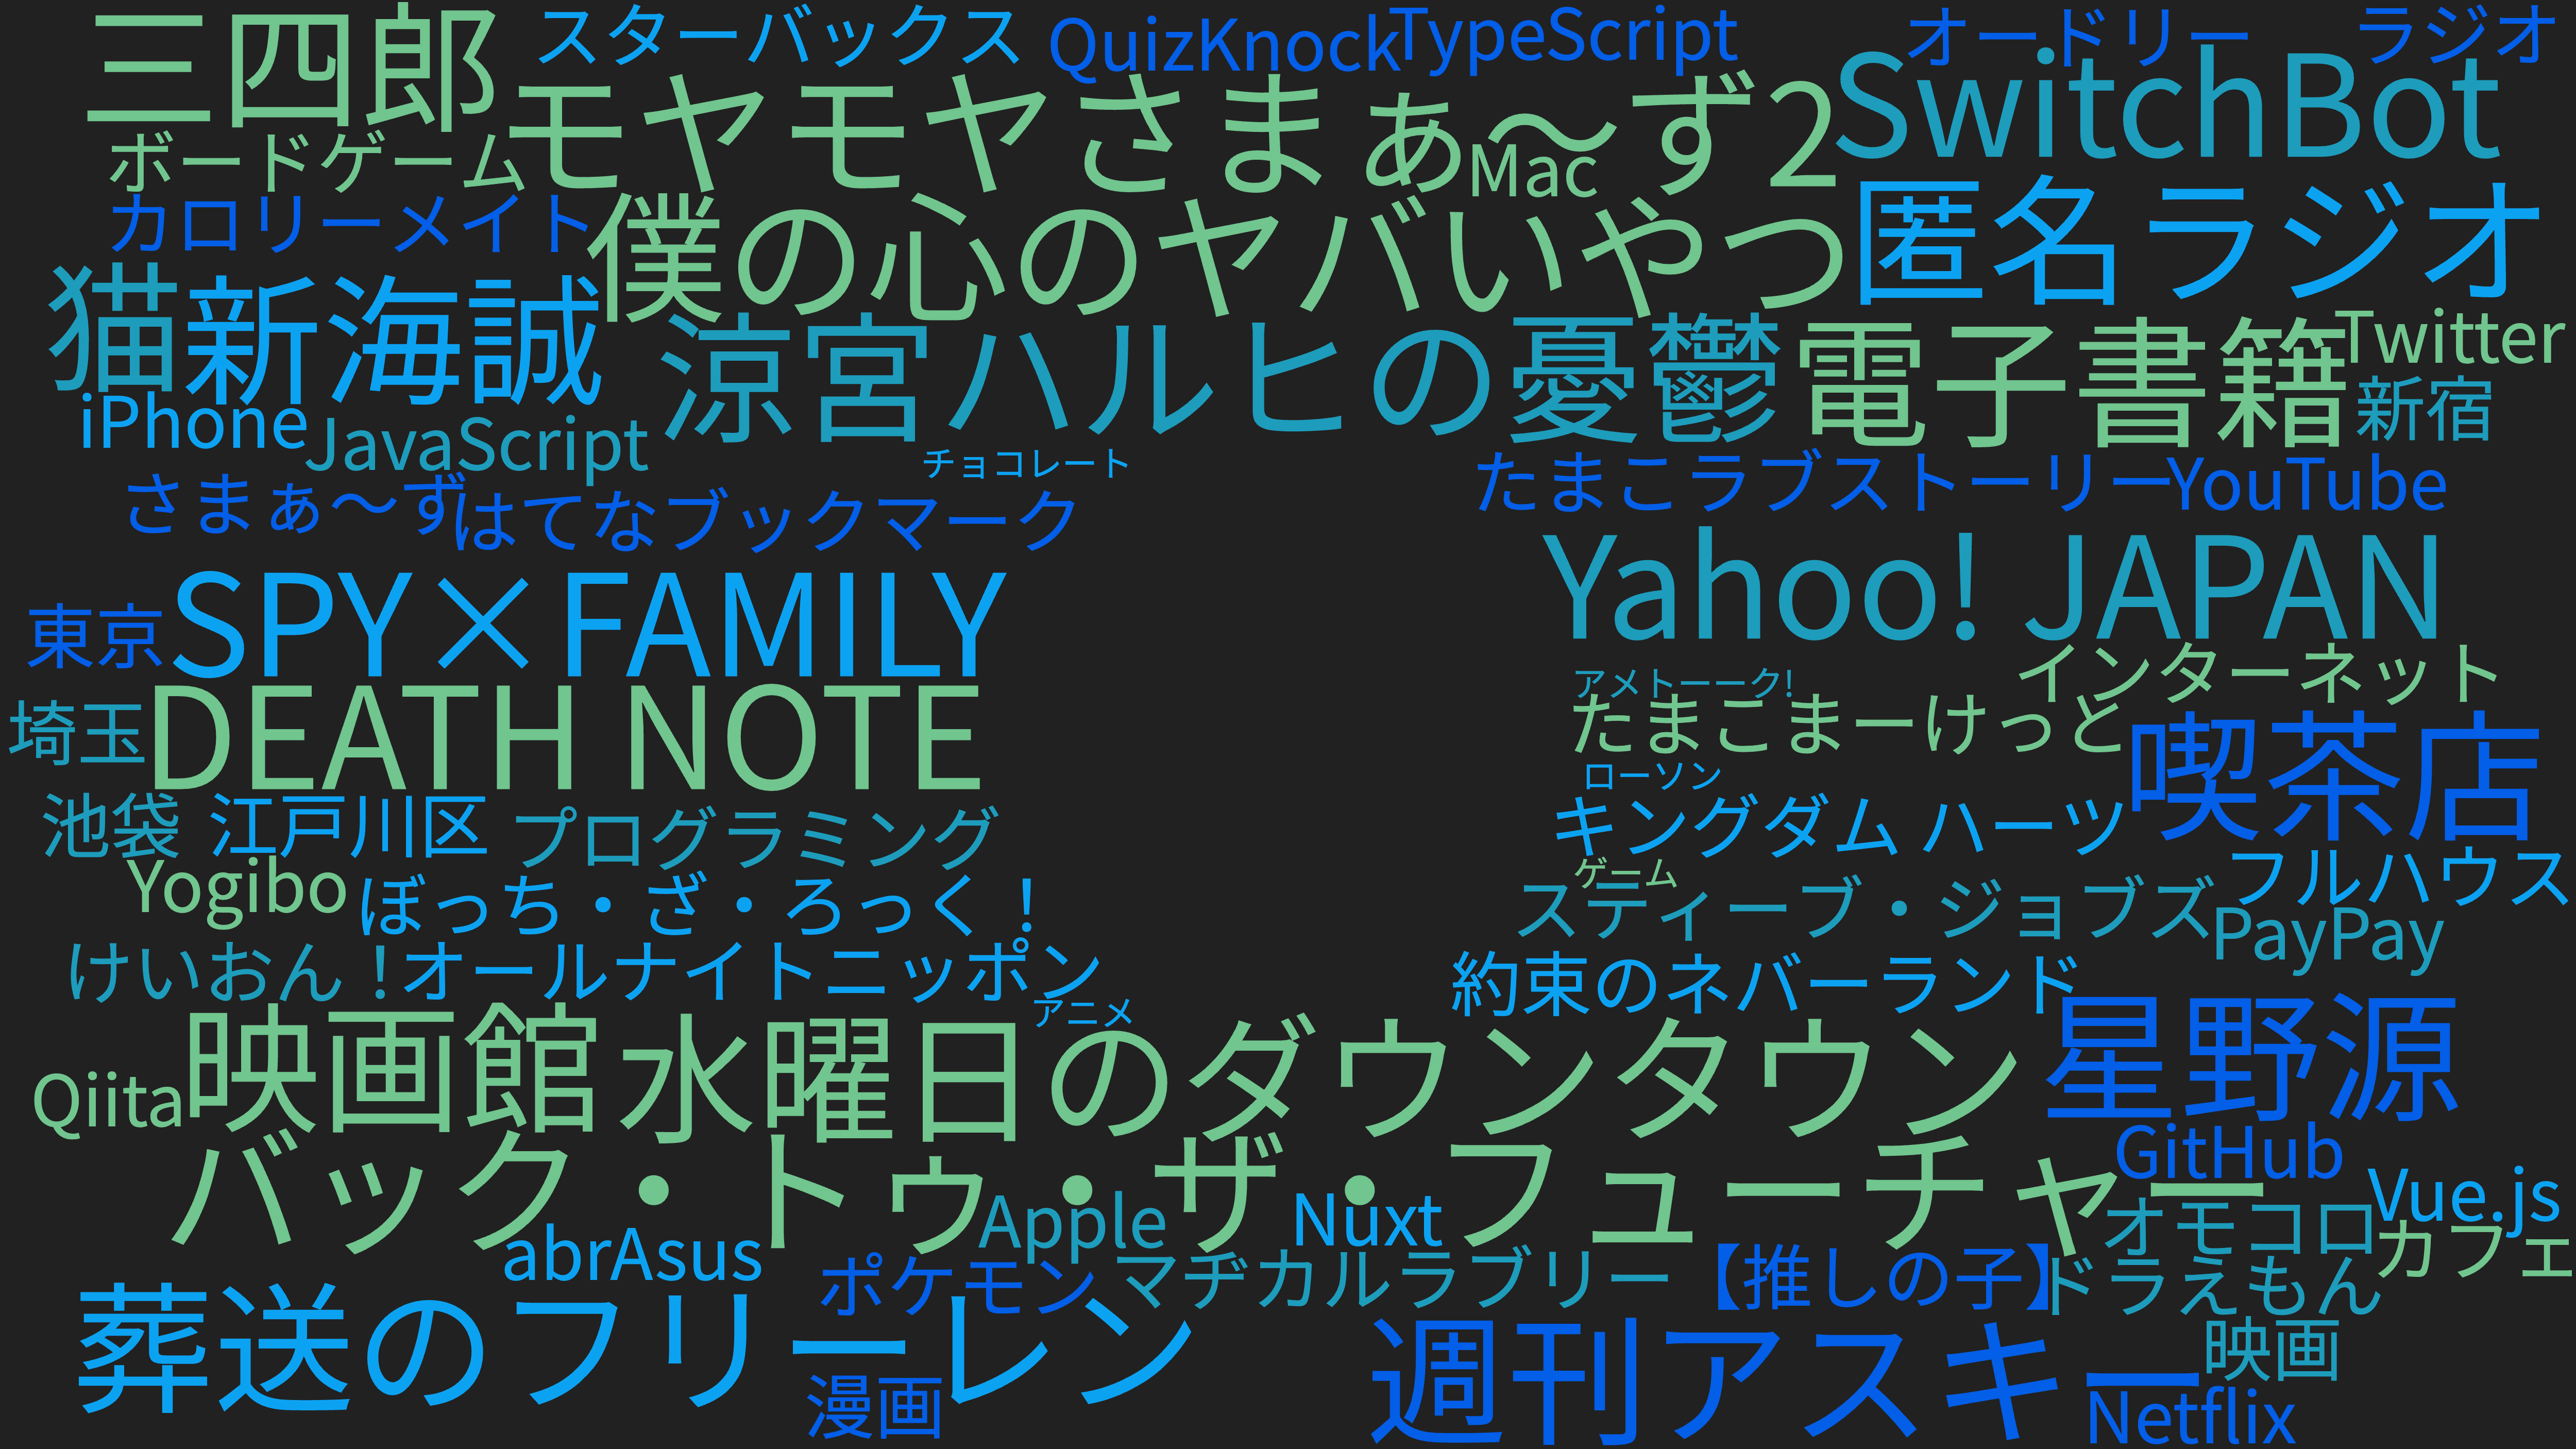 三四郎
スターバックス
QuizKnock
TypeScript
オードリー
ラジオ
ボードゲーム
モヤモヤさまぁ〜ず2
Mac
SwitchBot
カロリーメイト
僕の心のヤバいやつ
匿名ラジオ
猫
新海誠
涼宮ハルヒの憂鬱
電子書籍
Twitter
新宿
iPhone
JavaScript
チョコレート
さまぁ〜ず
はてなブックマーク
たまこラブストーリー
YouTube
東京
SPY×FAMILY
Yahoo! JAPAN
埼玉
DEATH NOTE
アメトーーク!
インターネット
たまこまーけっと
喫茶店
ローソン
池袋
江戸川区
プログラミング
キングダム ハーツ
Yogibo
ぼっち・ざ・ろっく！
ゲーム
スティーブ・ジョブズ
フルハウス
PayPay
けいおん！
オールナイトニッポン
アニメ
約束のネバーランド
Qiita
映画館
水曜日のダウンタウン
星野源
バック・トゥ・ザ・フューチャー
GitHub
Apple
Nuxt
Vue.js
abrAsus
オモコロ
カフェ
ポケモン
マヂカルラブリー
【推しの子】
ドラえもん
葬送のフリーレン
漫画
週刊アスキー
映画
Netflix